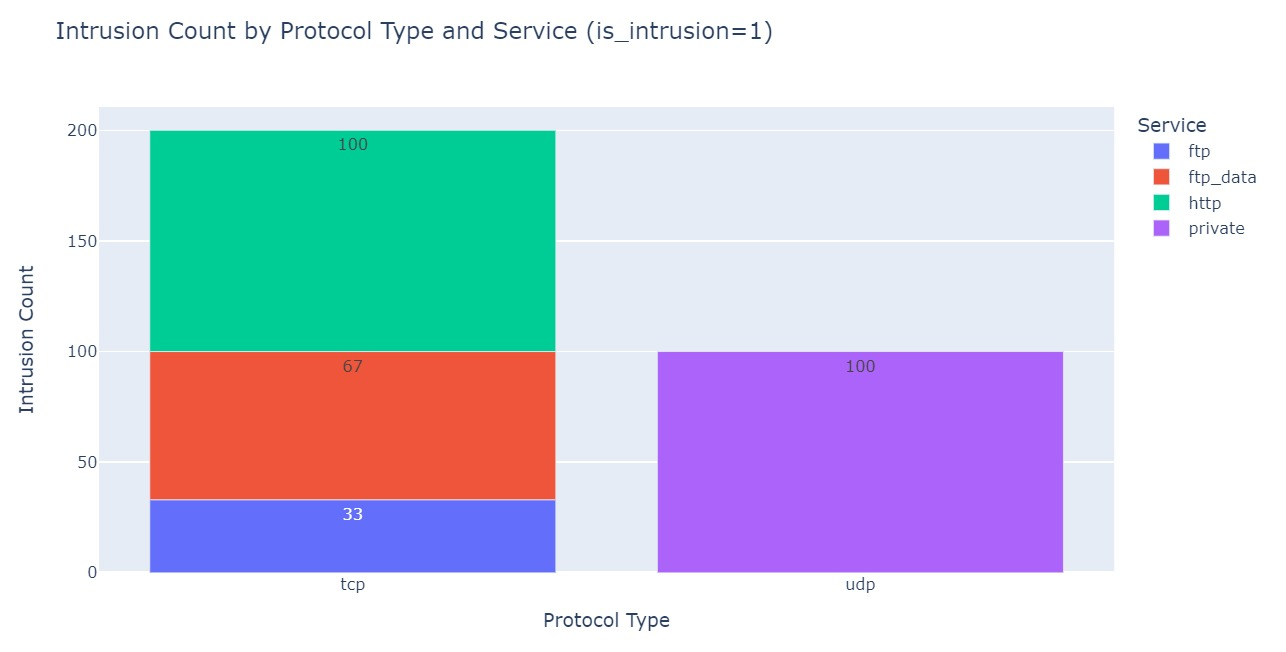 Intrusion Count by Protocol Type and Service (is_intrusion=1)
Service
ftp
ftp_data
http
private
200
150
100
50
0
Intrusion Count
100
67
33
100
tcp
udp
Protocol Type